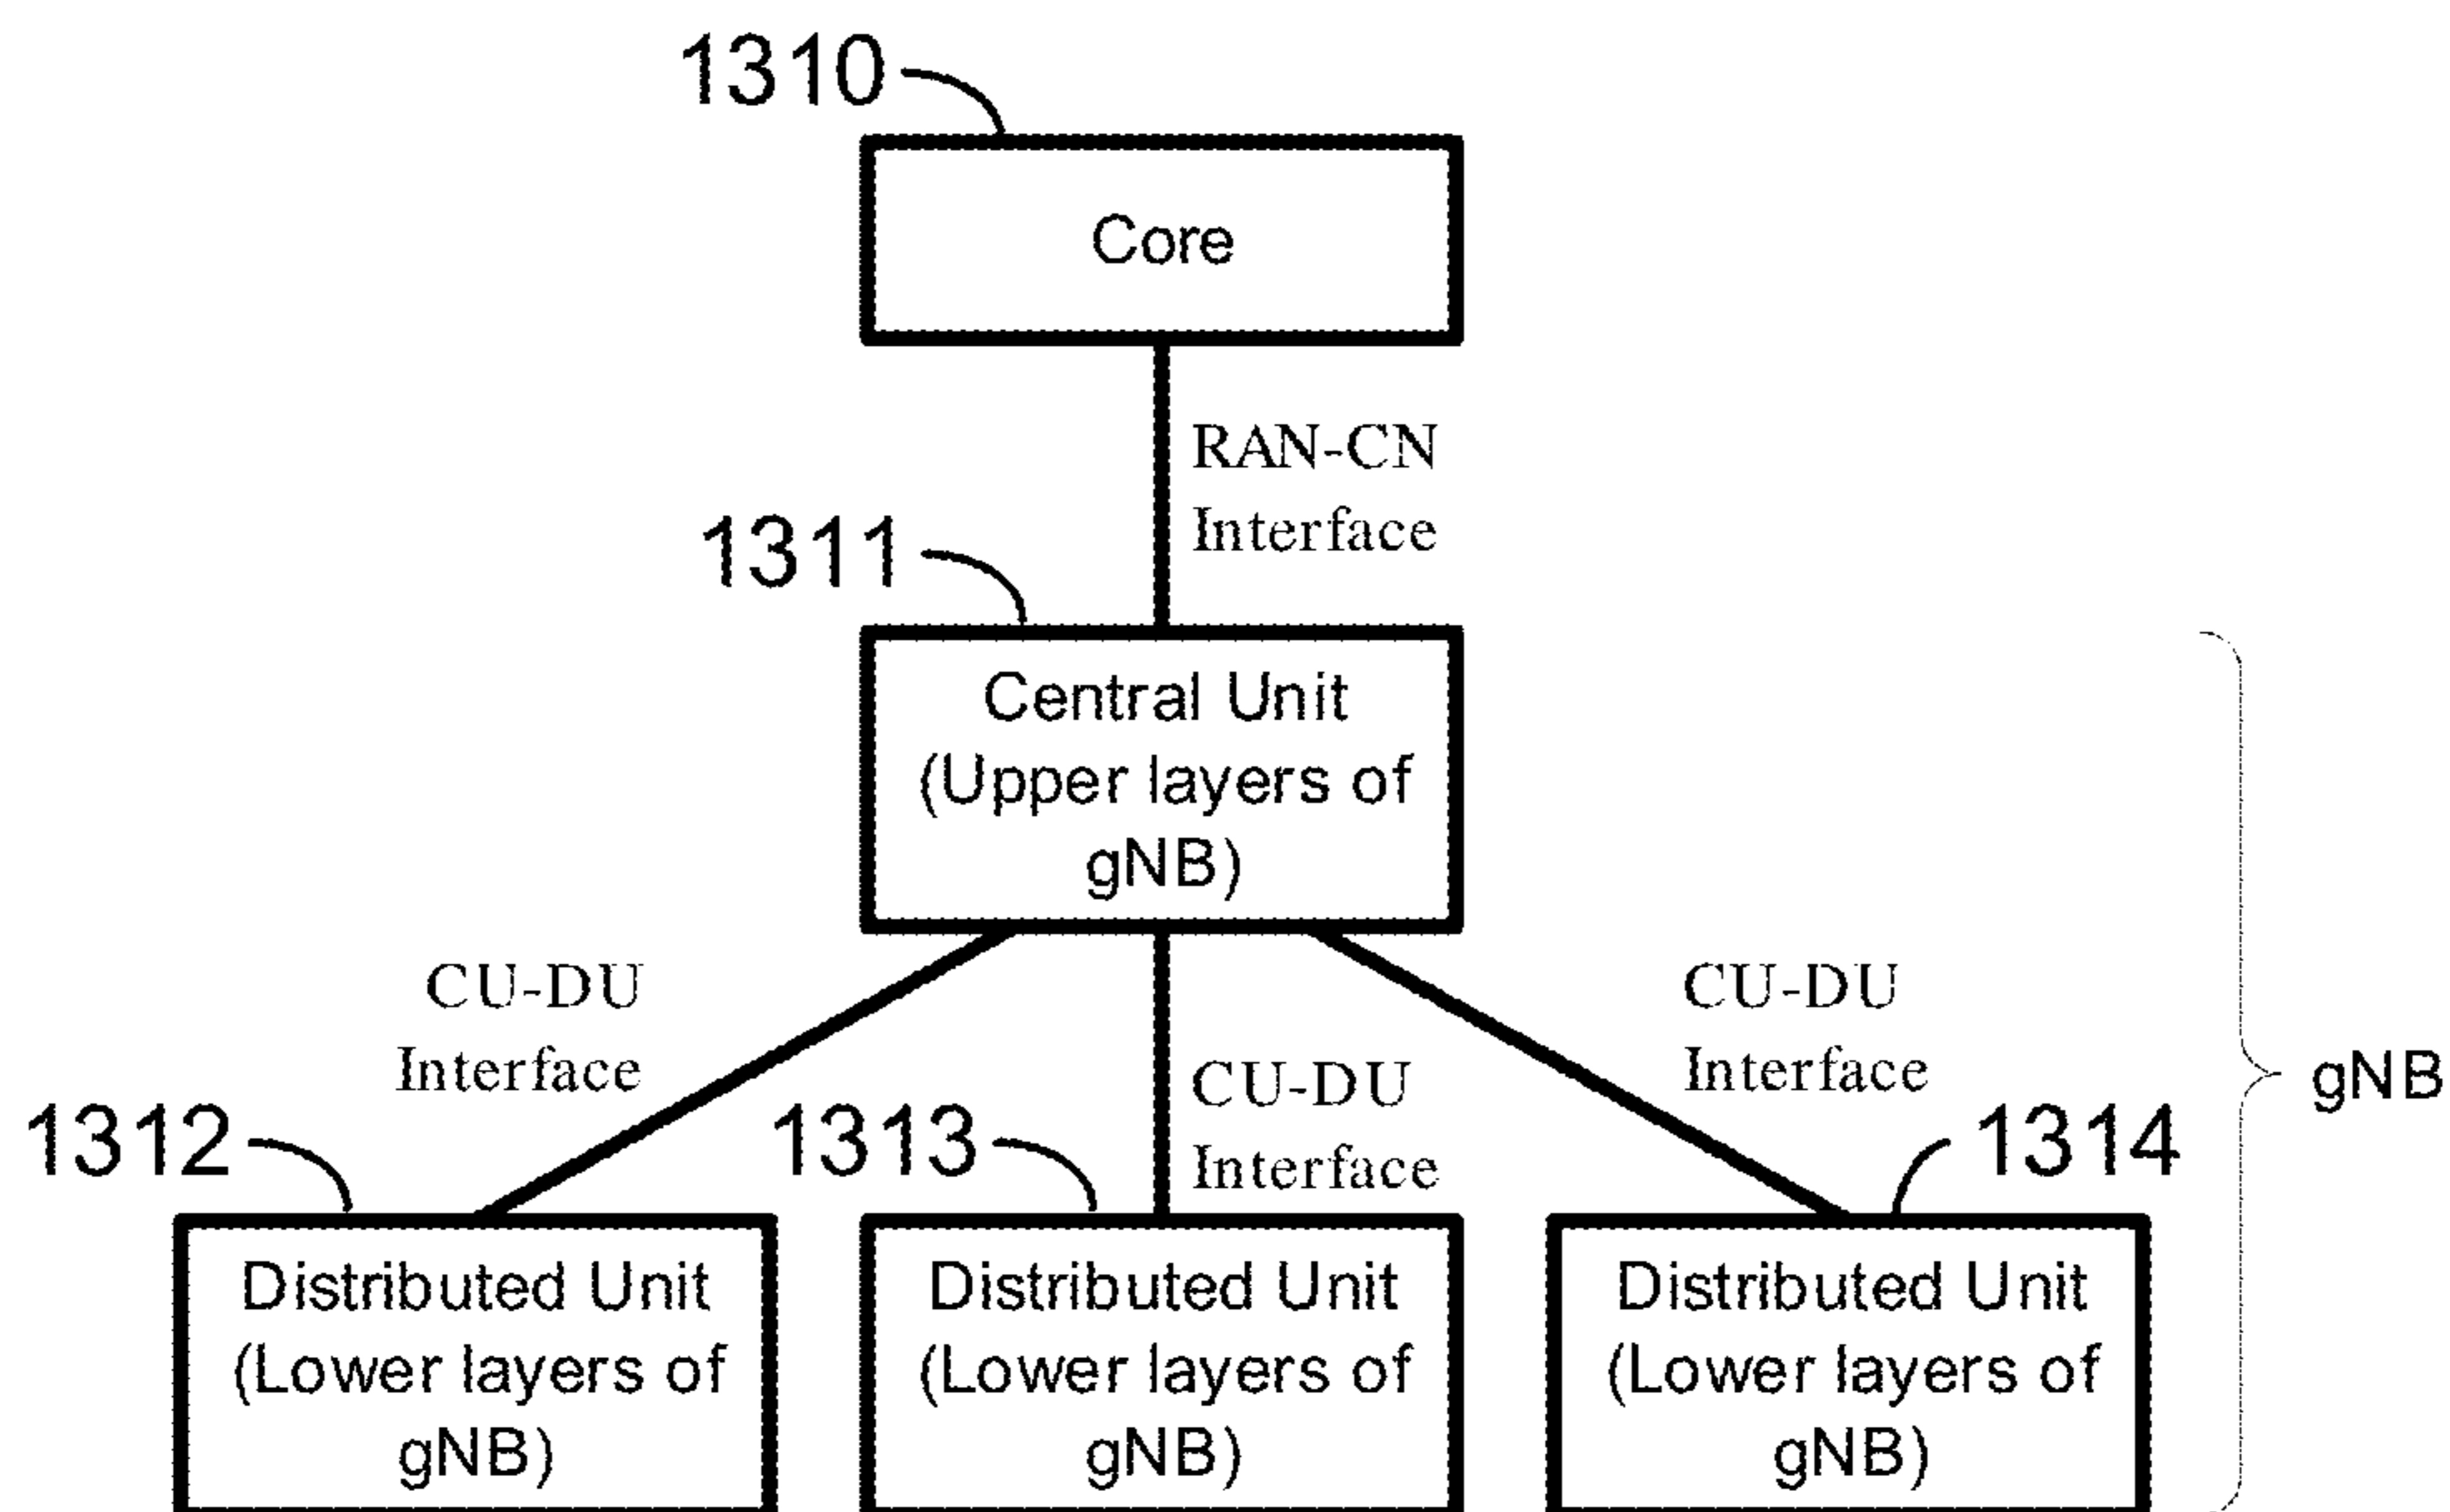 1310
Core
RAN-CN
Interface
1311
Central Unit
(Upper layers of
gNB)
CU-DU
Interface
CU-DU
Interface
CU-DU
Interface
gNB
1312
1313
1314
Distributed Unit
(Lower layers of
gNB)
Distributed Unit
(Lower layers of
gNB)
Distributed Unit
(Lower layers of
gNB)